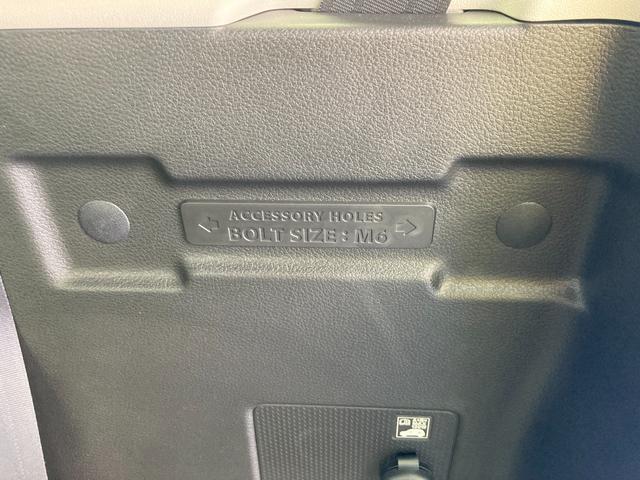 ACCESSORY HOLES
BOLT SIZE : M6